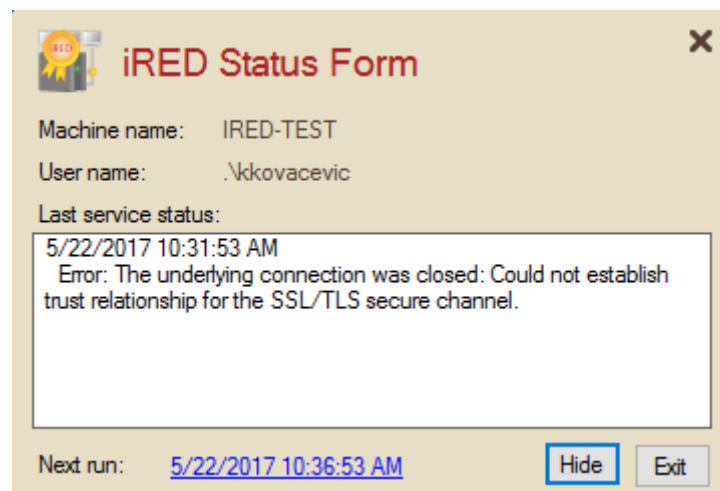 iRED
iRED Status Form
Machine name: IRED-TEST
User name: .\kkovacevic
Last service status:
5/22/2017 10:31:53 AM
Error: The underlying connection was closed: Could not establish
trust relationship for the SSL/TLS secure channel.
Next run: 5/22/2017 10:36:53 AM Hide Exit